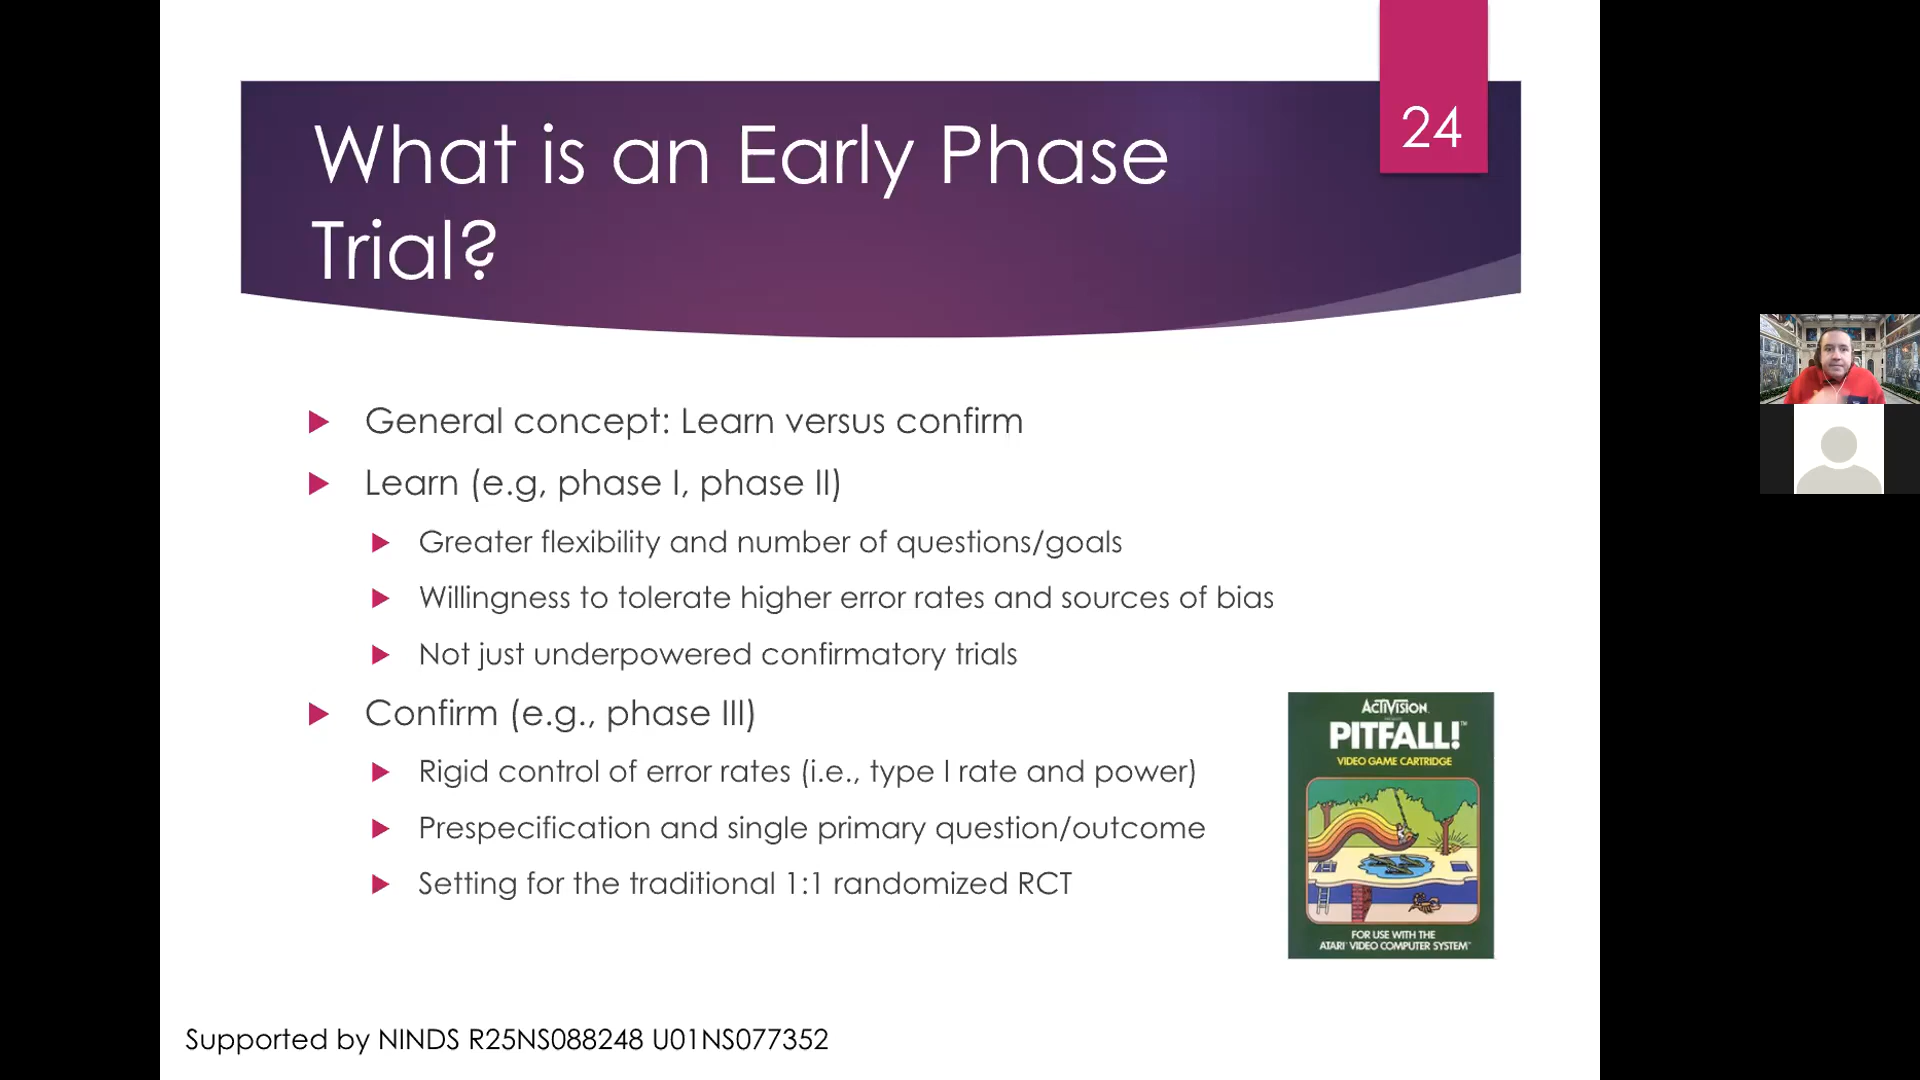 24
What is an Early Phase
Trial?
General concept: Learn versus confirm
Learn (e.g, phase I, phase II)
Greater flexibility and number of questions/goals
Willingness to tolerate higher error rates and sources of bias
Not just underpowered confirmatory trials
Confirm (e.g., phase III)
Rigid control of error rates (i.e., type I rate and power)
Prespecification and single primary question/outcome
Setting for the traditional 1:1 randomized RCT
ACTIVISION.
PITFALL!™
VIDEO GAME CARTRIDGE
FOR USE WITH THE
ATARI® VIDEO COMPUTER SYSTEM™
Supported by NINDS R25NS088248 U01NS077352